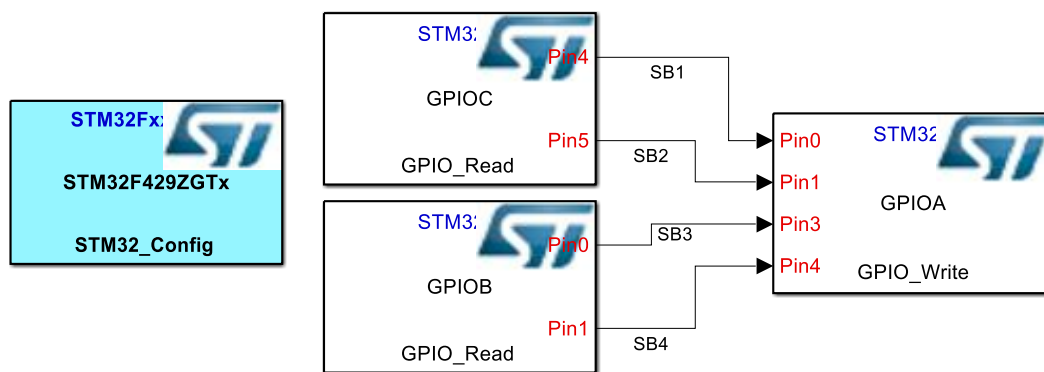 STM32Fx
STM32F429ZGTx
STM32_Config
STM32
Pin4
GPIOC
Pin5
GPIO_Read
STM32
Pin0
GPIOB
Pin1
GPIO_Read
SB1
SB2
SB3
SB4
STM32
Pin0
Pin1
GPIOA
Pin3
Pin4
GPIO_Write